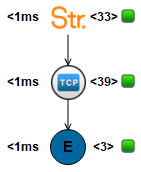 <1ms Str. <33>
<1ms TCP <39>
<1ms E <3>